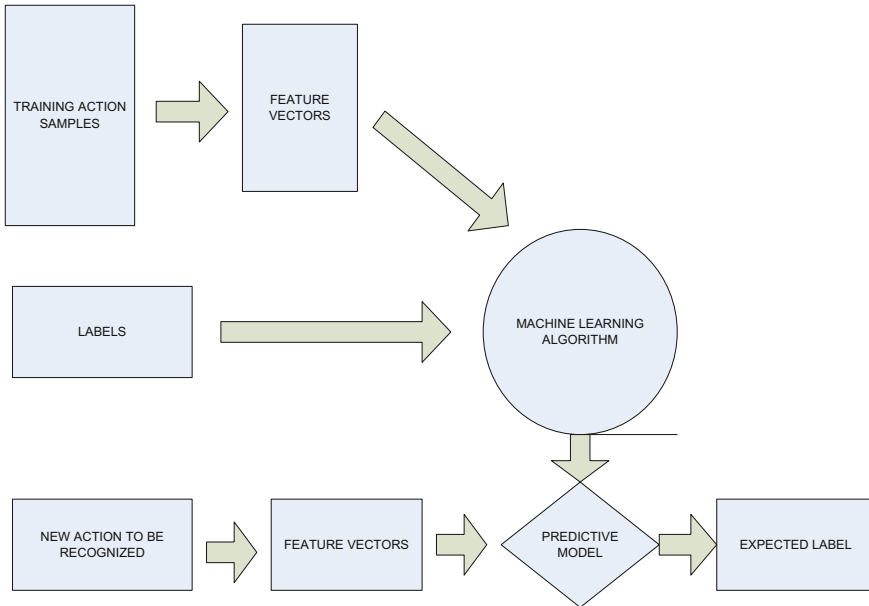 TRAINING ACTION
SAMPLES
FEATURE
VECTORS
LABELS
MACHINE LEARNING
ALGORITHM
NEW ACTION TO BE
RECOGNIZED
FEATURE VECTORS
PREDICTIVE
MODEL
EXPECTED LABEL